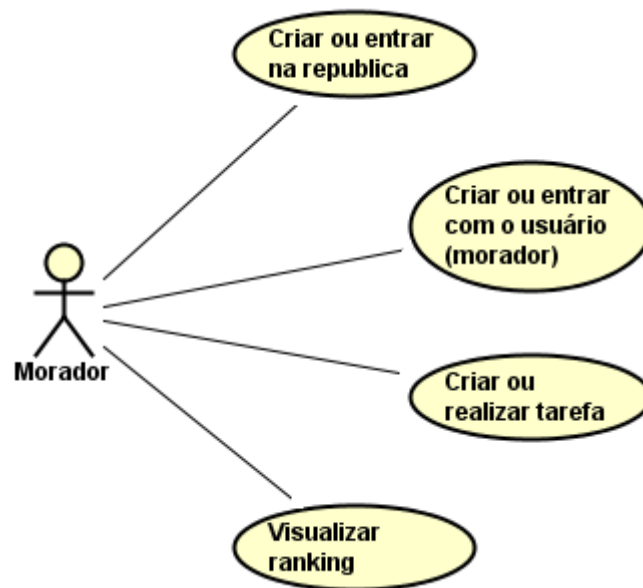 Criar ou entrar
na republica
Criar ou entrar
com o usuário
(morador)
Morador
Criar ou
realizar tarefa
Visualizar
ranking